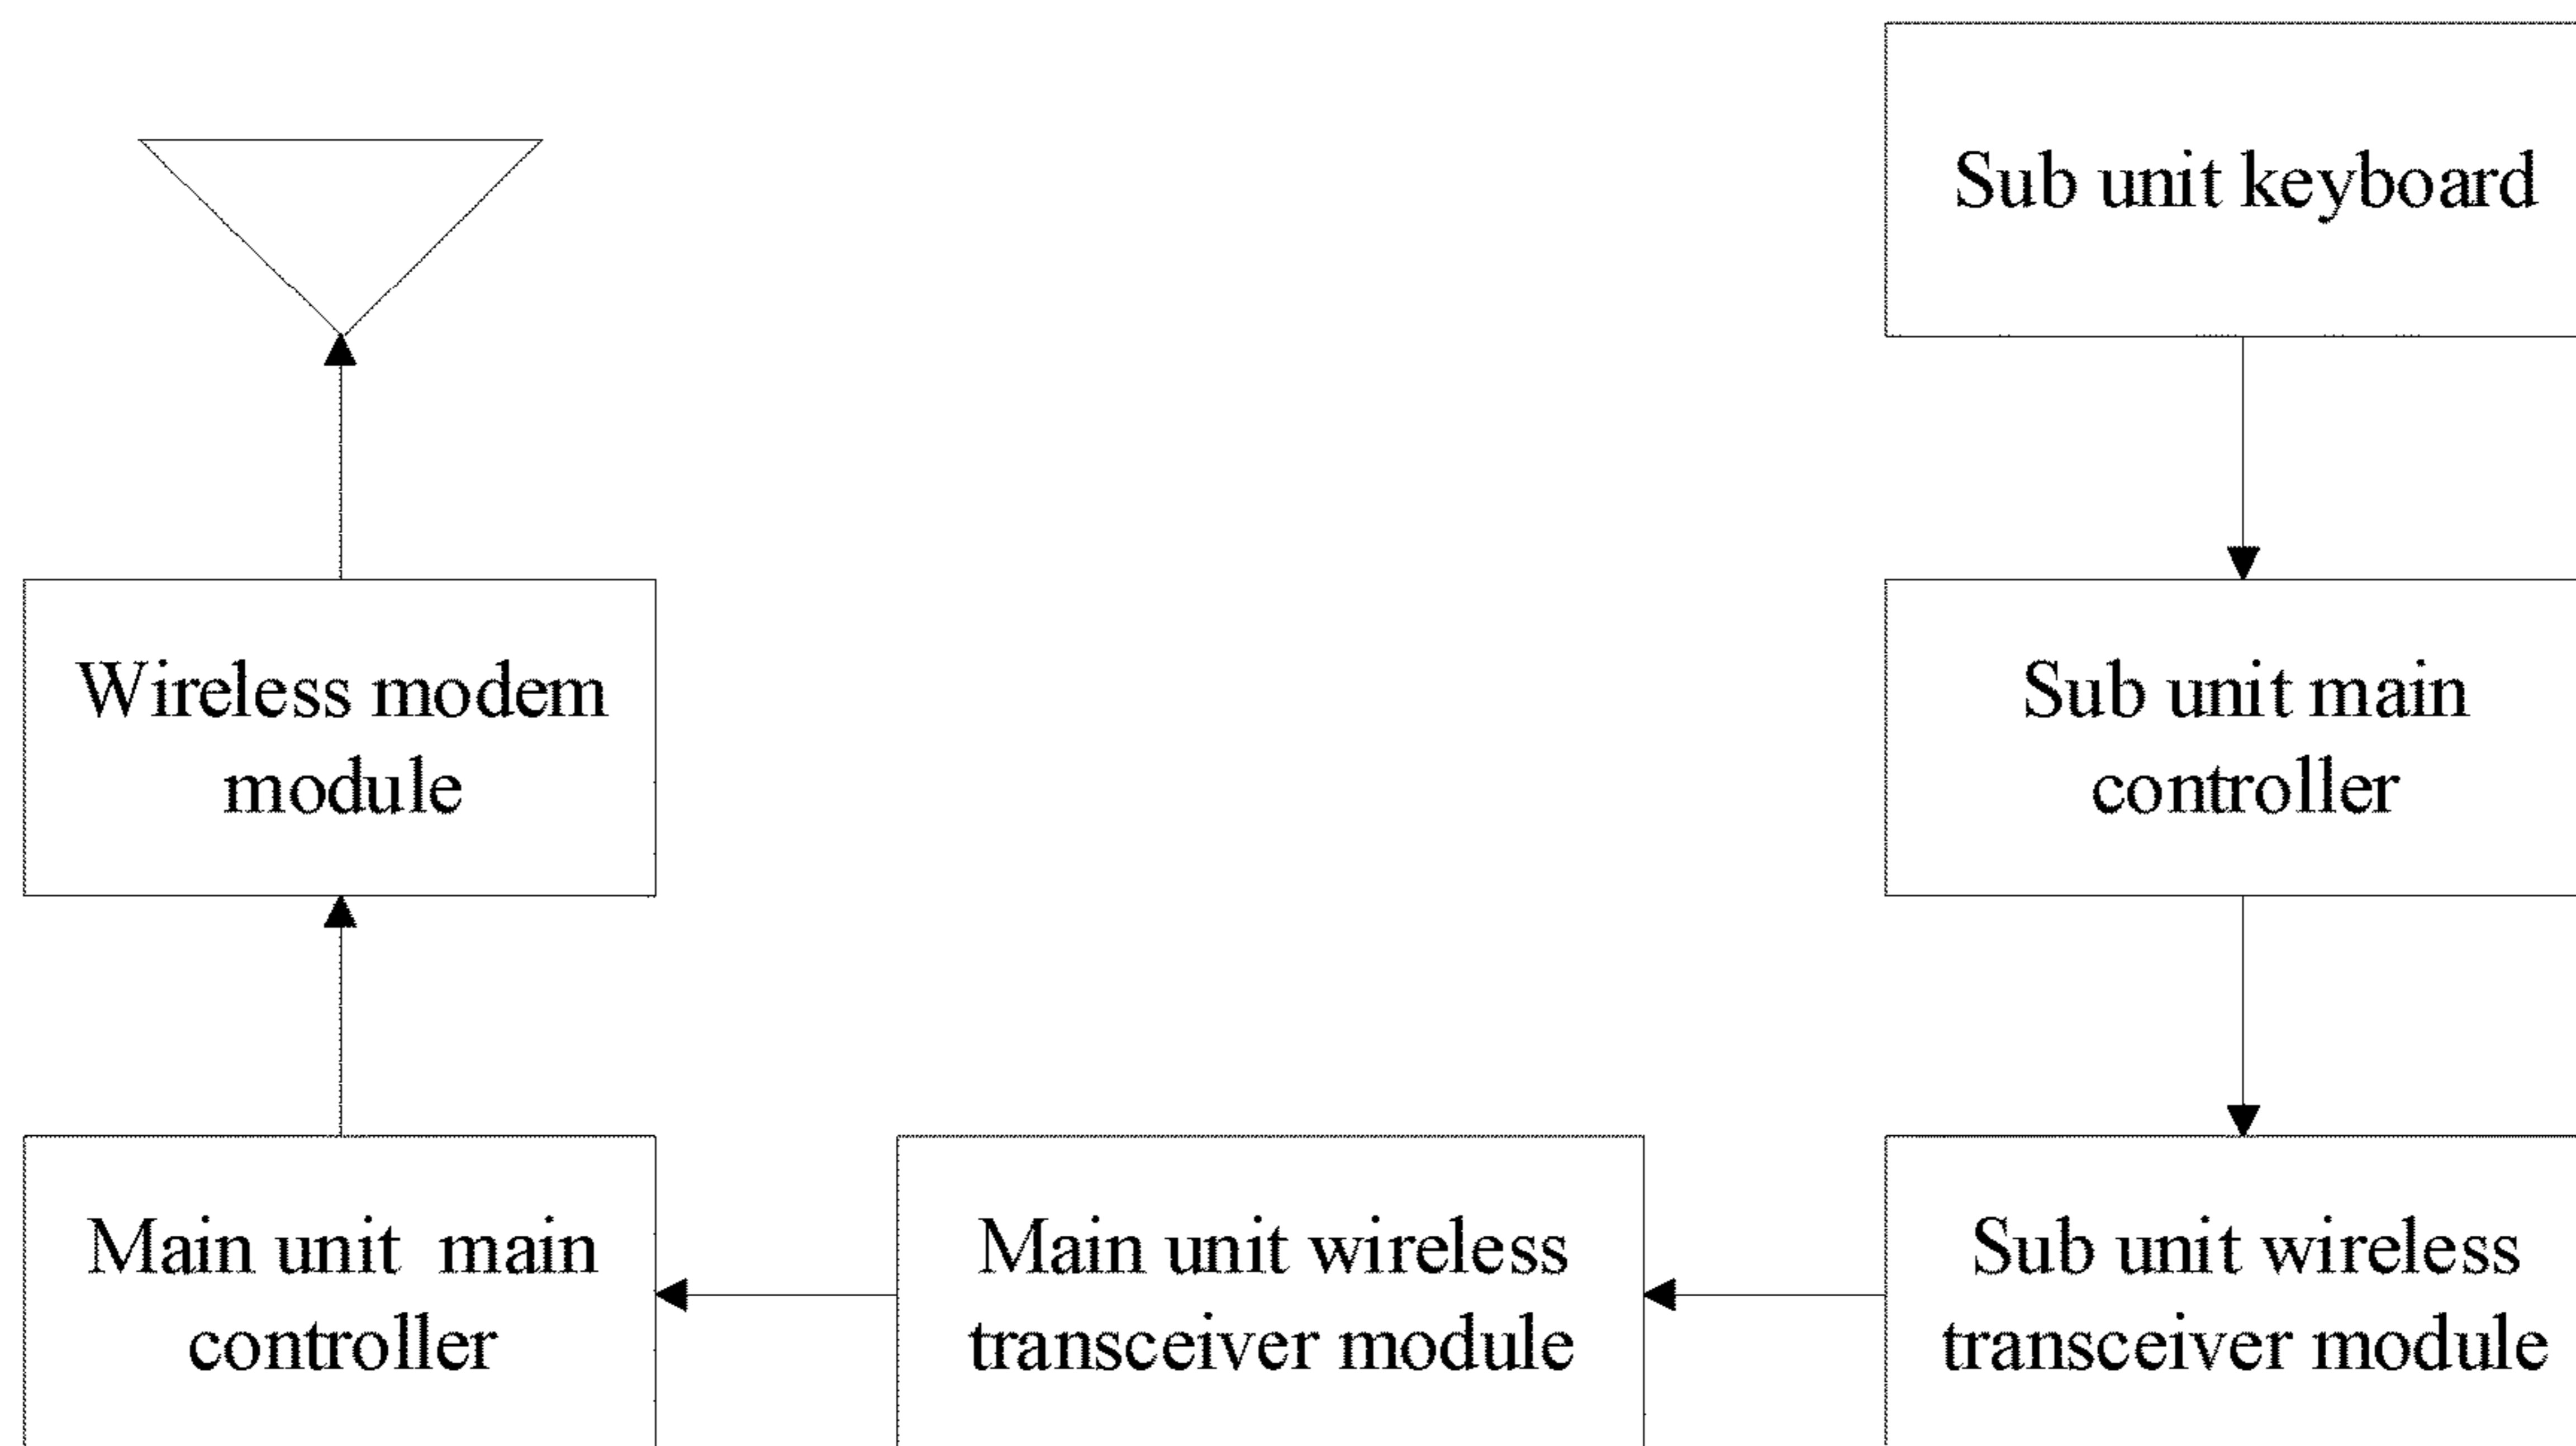 Sub unit keyboard
Wireless modem
module
Sub unit main
controller
Main unit  main
controller
Main unit wireless
transceiver module
Sub unit wireless
transceiver module